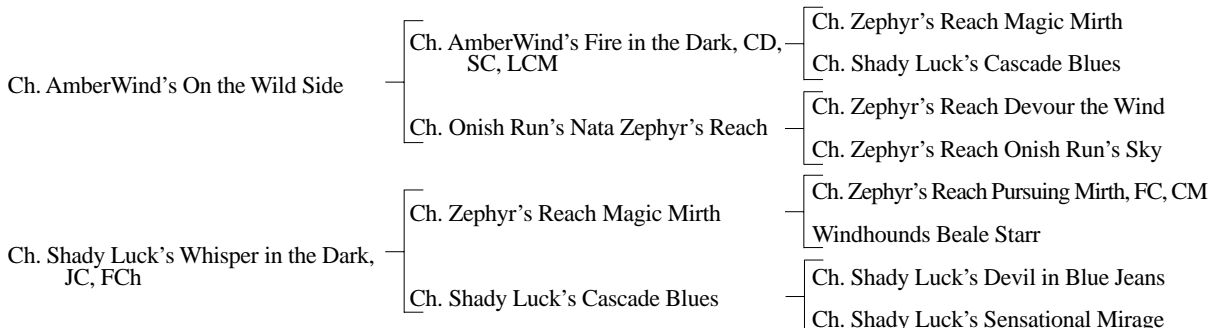 Ch. AmberWind’s On the Wild Side
Ch. AmberWind’s Fire in the Dark, CD,
SC, LCM
Ch. Zephyr’s Reach Magic Mirth
Ch. Shady Luck’s Cascade Blues
Ch. Onish Run’s Nata Zephyr’s Reach
Ch. Zephyr’s Reach Devour the Wind
Ch. Zephyr’s Reach Onish Run’s Sky
Ch. Shady Luck’s Whisper in the Dark,
JC, FCh
Ch. Zephyr’s Reach Magic Mirth
Ch. Zephyr’s Reach Pursuing Mirth, FC, CM
Windhounds Beale Starr
Ch. Shady Luck’s Cascade Blues
Ch. Shady Luck’s Devil in Blue Jeans
Ch. Shady Luck’s Sensational Mirage